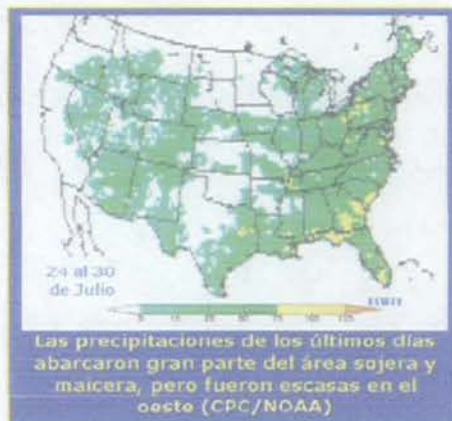 24 al 30
de Julio
Las precipitaciones de los últimos días
abarcaron gran parte del área sojera y
maicera, pero fueron escasas en el
oeste (CPC/NOAA)